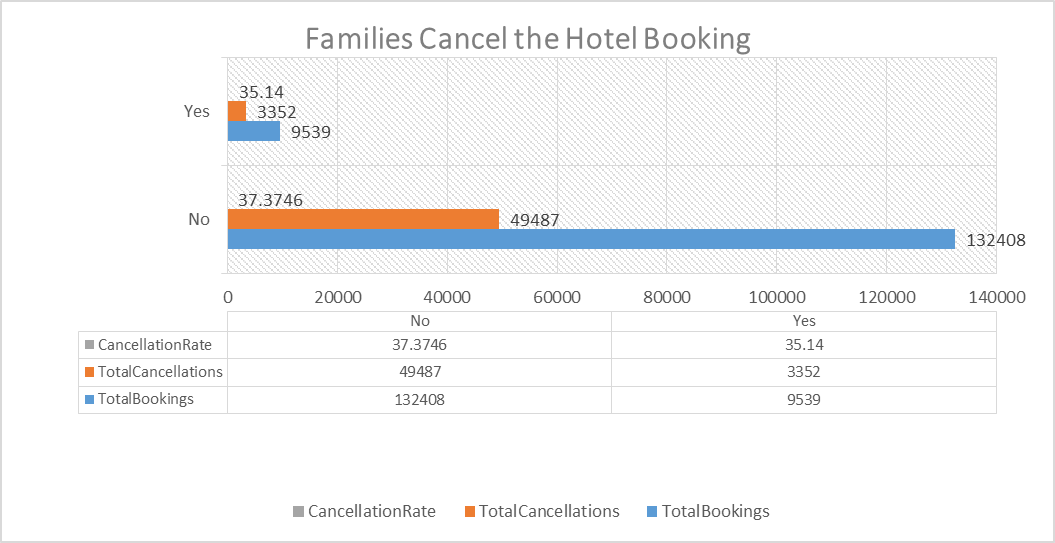 Families Cancel the Hotel Booking
35.14
Yes 3352
9539
37.3746
No 49487
132408
0 20000 40000 60000 80000 100000 120000 140000
No Yes
CancellationRate 37.3746 35.14
TotalCancellations 49487 3352
TotalBookings 132408 9539
CancellationRate TotalCancellations TotalBookings